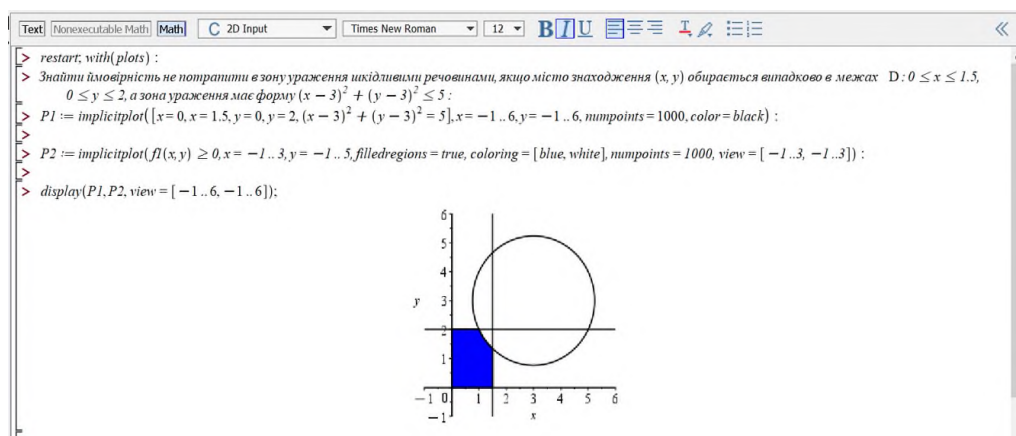 Text Nonexecutable Math Math C 2D Input Times New Roman 12 B I U
> restart; with(plots) :
> Знайти ймовірність не потрапити в зону ураження шкідливими речовинами, якщо місто знаходження (x, y) обирається випадково в межах D : 0 ≤ x ≤ 1.5,
0 ≤ y ≤ 2, а зона ураження має форму (x − 3)² + (y − 3)² ≤ 5 :
> P1 := implicitplot([x = 0, x = 1.5, y = 0, y = 2, (x − 3)² + (y − 3)² = 5], x = −1 .. 6, y = −1 .. 6, numpoints = 1000, color = black) :
>
> P2 := implicitplot(f1(x, y) ≥ 0, x = −1 .. 3, y = −1 .. 5, filledregions = true, coloring = [blue, white], numpoints = 1000, view = [ −1 ..3, −1 ..3]) :
>
> display(P1, P2, view = [ −1 .. 6, −1 .. 6]);
6
5
4
y 3
2
1
−1 0 1 2 3 4 5 6
−1 x